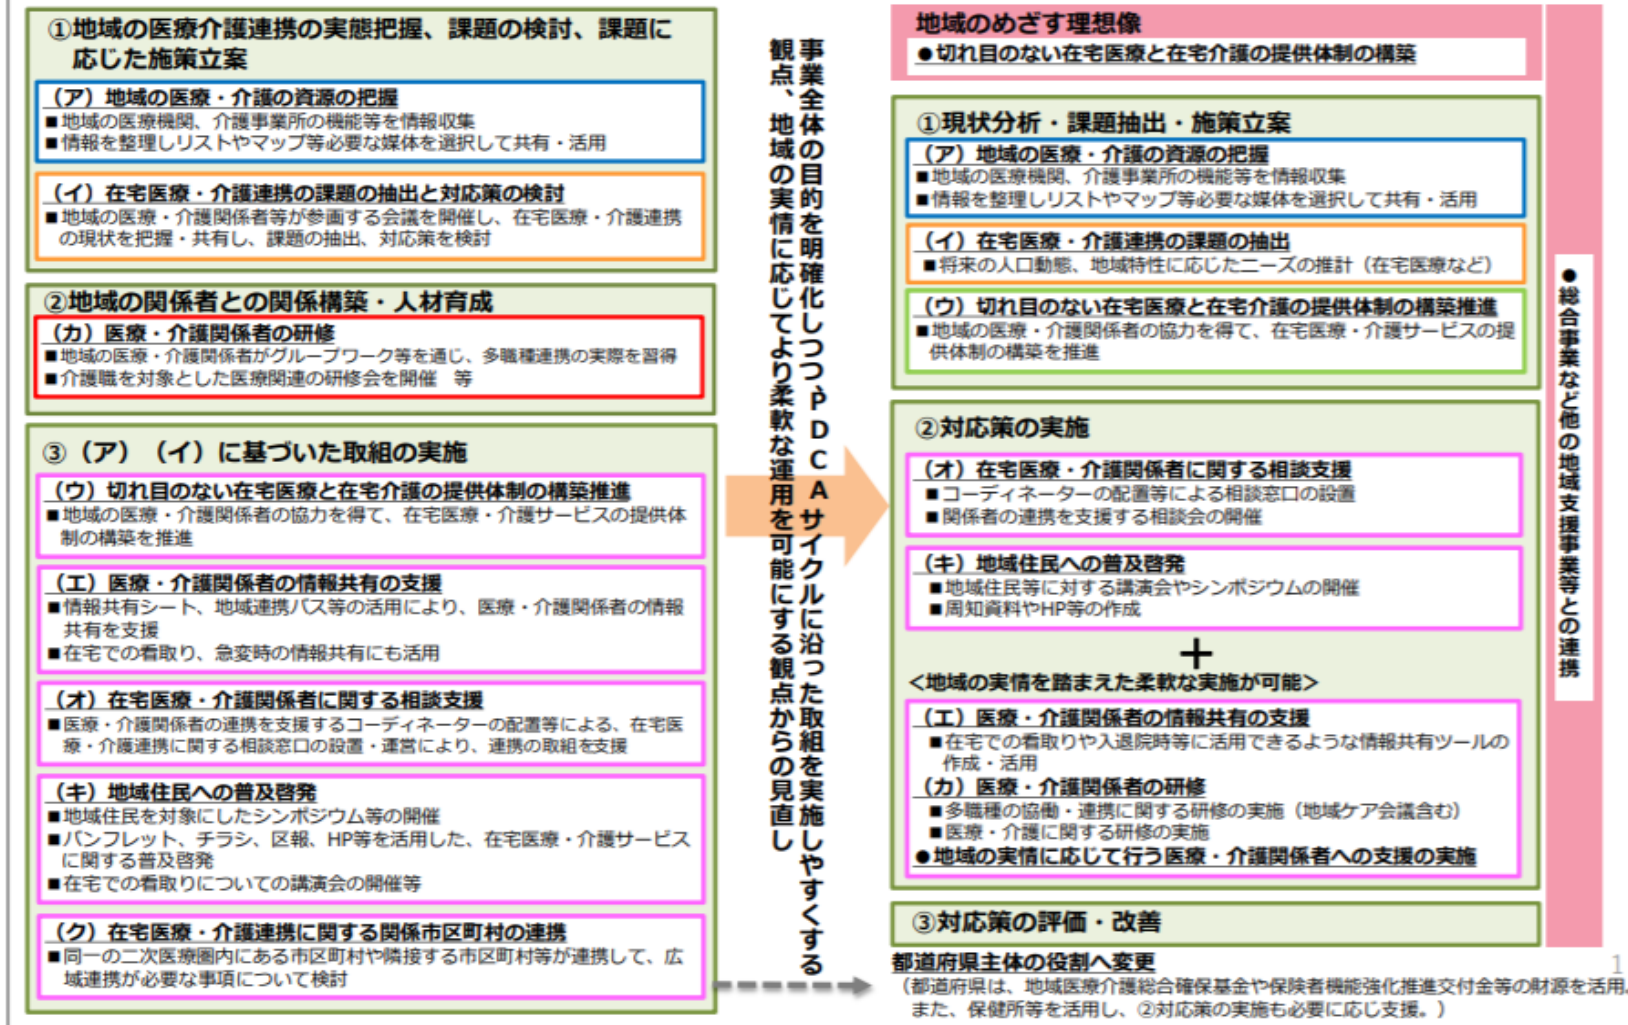 ①地域の医療介護連携の実態把握、課題の検討、課題に
応じた施策立案
（ア）地域の医療・介護の資源の把握
■地域の医療機関、介護事業所の機能等を情報収集
■情報を整理しリストやマップ等必要な媒体を選択して共有・活用
（イ）在宅医療・介護連携の課題の抽出と対応策の検討
■地域の医療・介護関係者等が参画する会議を開催し、在宅医療・介護連携
の現状を把握・共有し、課題の抽出、対応策を検討
②地域の関係者との関係構築・人材育成
（カ）医療・介護関係者の研修
■地域の医療・介護関係者がグループワーク等を通じ、多職種連携の実際を習得
■介護職を対象とした医療関連の研修会を開催　等
③（ア）（イ）に基づいた取組の実施
（ウ）切れ目のない在宅医療と在宅介護の提供体制の構築推進
■地域の医療・介護関係者の協力を得て、在宅医療・介護サービスの提供体
制の構築を推進
（エ）医療・介護関係者の情報共有の支援
■情報共有シート、地域連携パス等の活用により、医療・介護関係者の情報
共有を支援
■在宅での看取り、急変時の情報共有にも活用
（オ）在宅医療・介護関係者に関する相談支援
■医療・介護関係者の連携を支援するコーディネーターの配置等による、在宅医
療・介護連携に関する相談窓口の設置・運営により、連携の取組を支援
（キ）地域住民への普及啓発
■地域住民を対象にしたシンポジウム等の開催
■パンフレット、チラシ、区報、HP等を活用した、在宅医療・介護サービス
に関する普及啓発
■在宅での看取りについての講演会の開催等
（ク）在宅医療・介護連携に関する関係市区町村の連携
■同一の二次医療圏内にある市区町村や隣接する市区町村等が連携して、広
域連携が必要な事項について検討
事業全体の目的を明確化しつつ、PDCAサイクルに沿った取組を実施しやすくする
観点、地域の実情に応じてより柔軟な運用を可能にする観点からの見直し
地域のめざす理想像
●切れ目のない在宅医療と在宅介護の提供体制の構築
①現状分析・課題抽出・施策立案
（ア）地域の医療・介護の資源の把握
■地域の医療機関、介護事業所の機能等を情報収集
■情報を整理しリストやマップ等必要な媒体を選択して共有・活用
（イ）在宅医療・介護連携の課題の抽出
■将来の人口動態、地域特性に応じたニーズの推計（在宅医療など）
（ウ）切れ目のない在宅医療と在宅介護の提供体制の構築推進
■地域の医療・介護関係者の協力を得て、在宅医療・介護サービスの提
供体制の構築を推進
②対応策の実施
（オ）在宅医療・介護関係者に関する相談支援
■コーディネーターの配置等による相談窓口の設置
■関係者の連携を支援する相談会の開催
（キ）地域住民への普及啓発
■地域住民等に対する講演会やシンポジウムの開催
■周知資料やHP等の作成
＋
<地域の実情を踏まえた柔軟な実施が可能>
（エ）医療・介護関係者の情報共有の支援
■在宅での看取りや入退院時等に活用できるような情報共有ツールの
作成・活用
（カ）医療・介護関係者の研修
■多職種の協働・連携に関する研修の実施（地域ケア会議含む）
■医療・介護に関する研修の実施
●地域の実情に応じて行う医療・介護関係者への支援の実施
③対応策の評価・改善
●総合事業など他の地域支援事業等との連携
都道府県主体の役割へ変更
（都道府県は、地域医療介護総合確保基金や保険者機能強化推進交付金等の財源を活用。
また、保健所等を活用し、②対応策の実施も必要に応じ支援。）
1